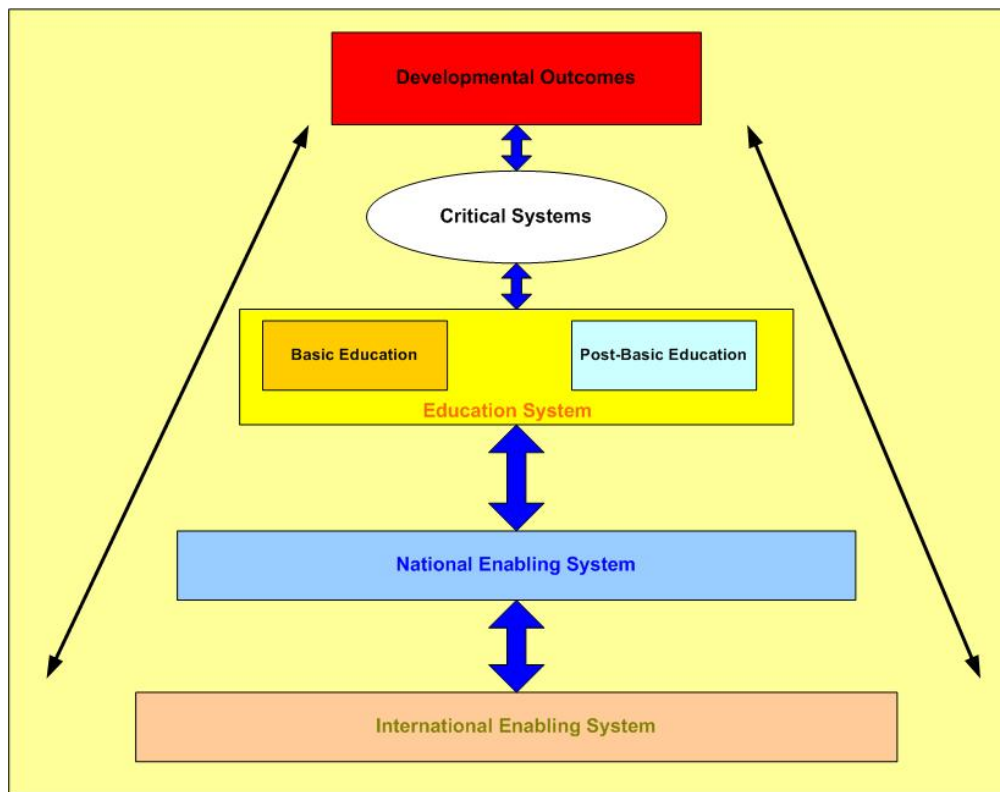 Developmental Outcomes
Critical Systems
Basic Education
Post-Basic Education
Education System
National Enabling System
International Enabling System